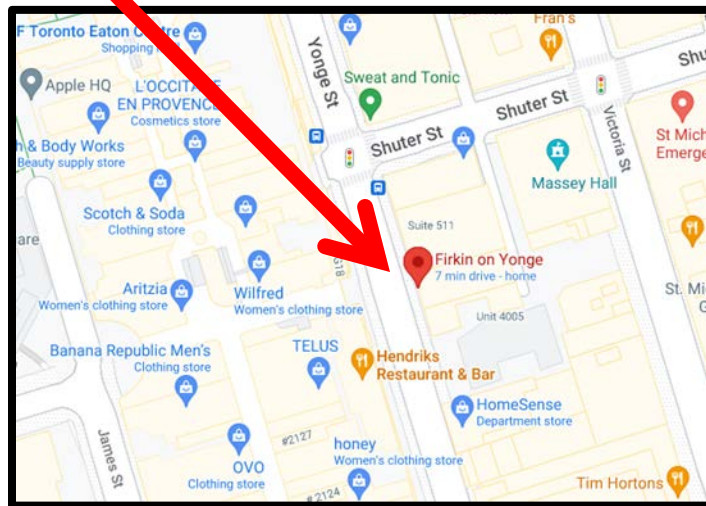 F Toronto Eaton Centre
Shopping
Fran's
Yonge St
Apple HQ
L'OCCITANE
EN PROVENCE
Cosmetics store
Sweat and Tonic
Shuter St
Shuter St
Victoria St
h & Body Works
Beauty supply store
St Mich
Emerge
Massey Hall
Scotch & Soda
Clothing store
Suite 511
are
Firkin on Yonge
7 min drive - home
Aritzia
Women's clothing store
Wilfred
Women's clothing store
St. Mi
Unit 4005
Banana Republic Men's
Clothing store
TELUS
Hendriks
Restaurant & Bar
HomeSense
Department store
James St
#2127
OVO
Clothing store
honey
Women's clothing store
#2124
Tim Hortons